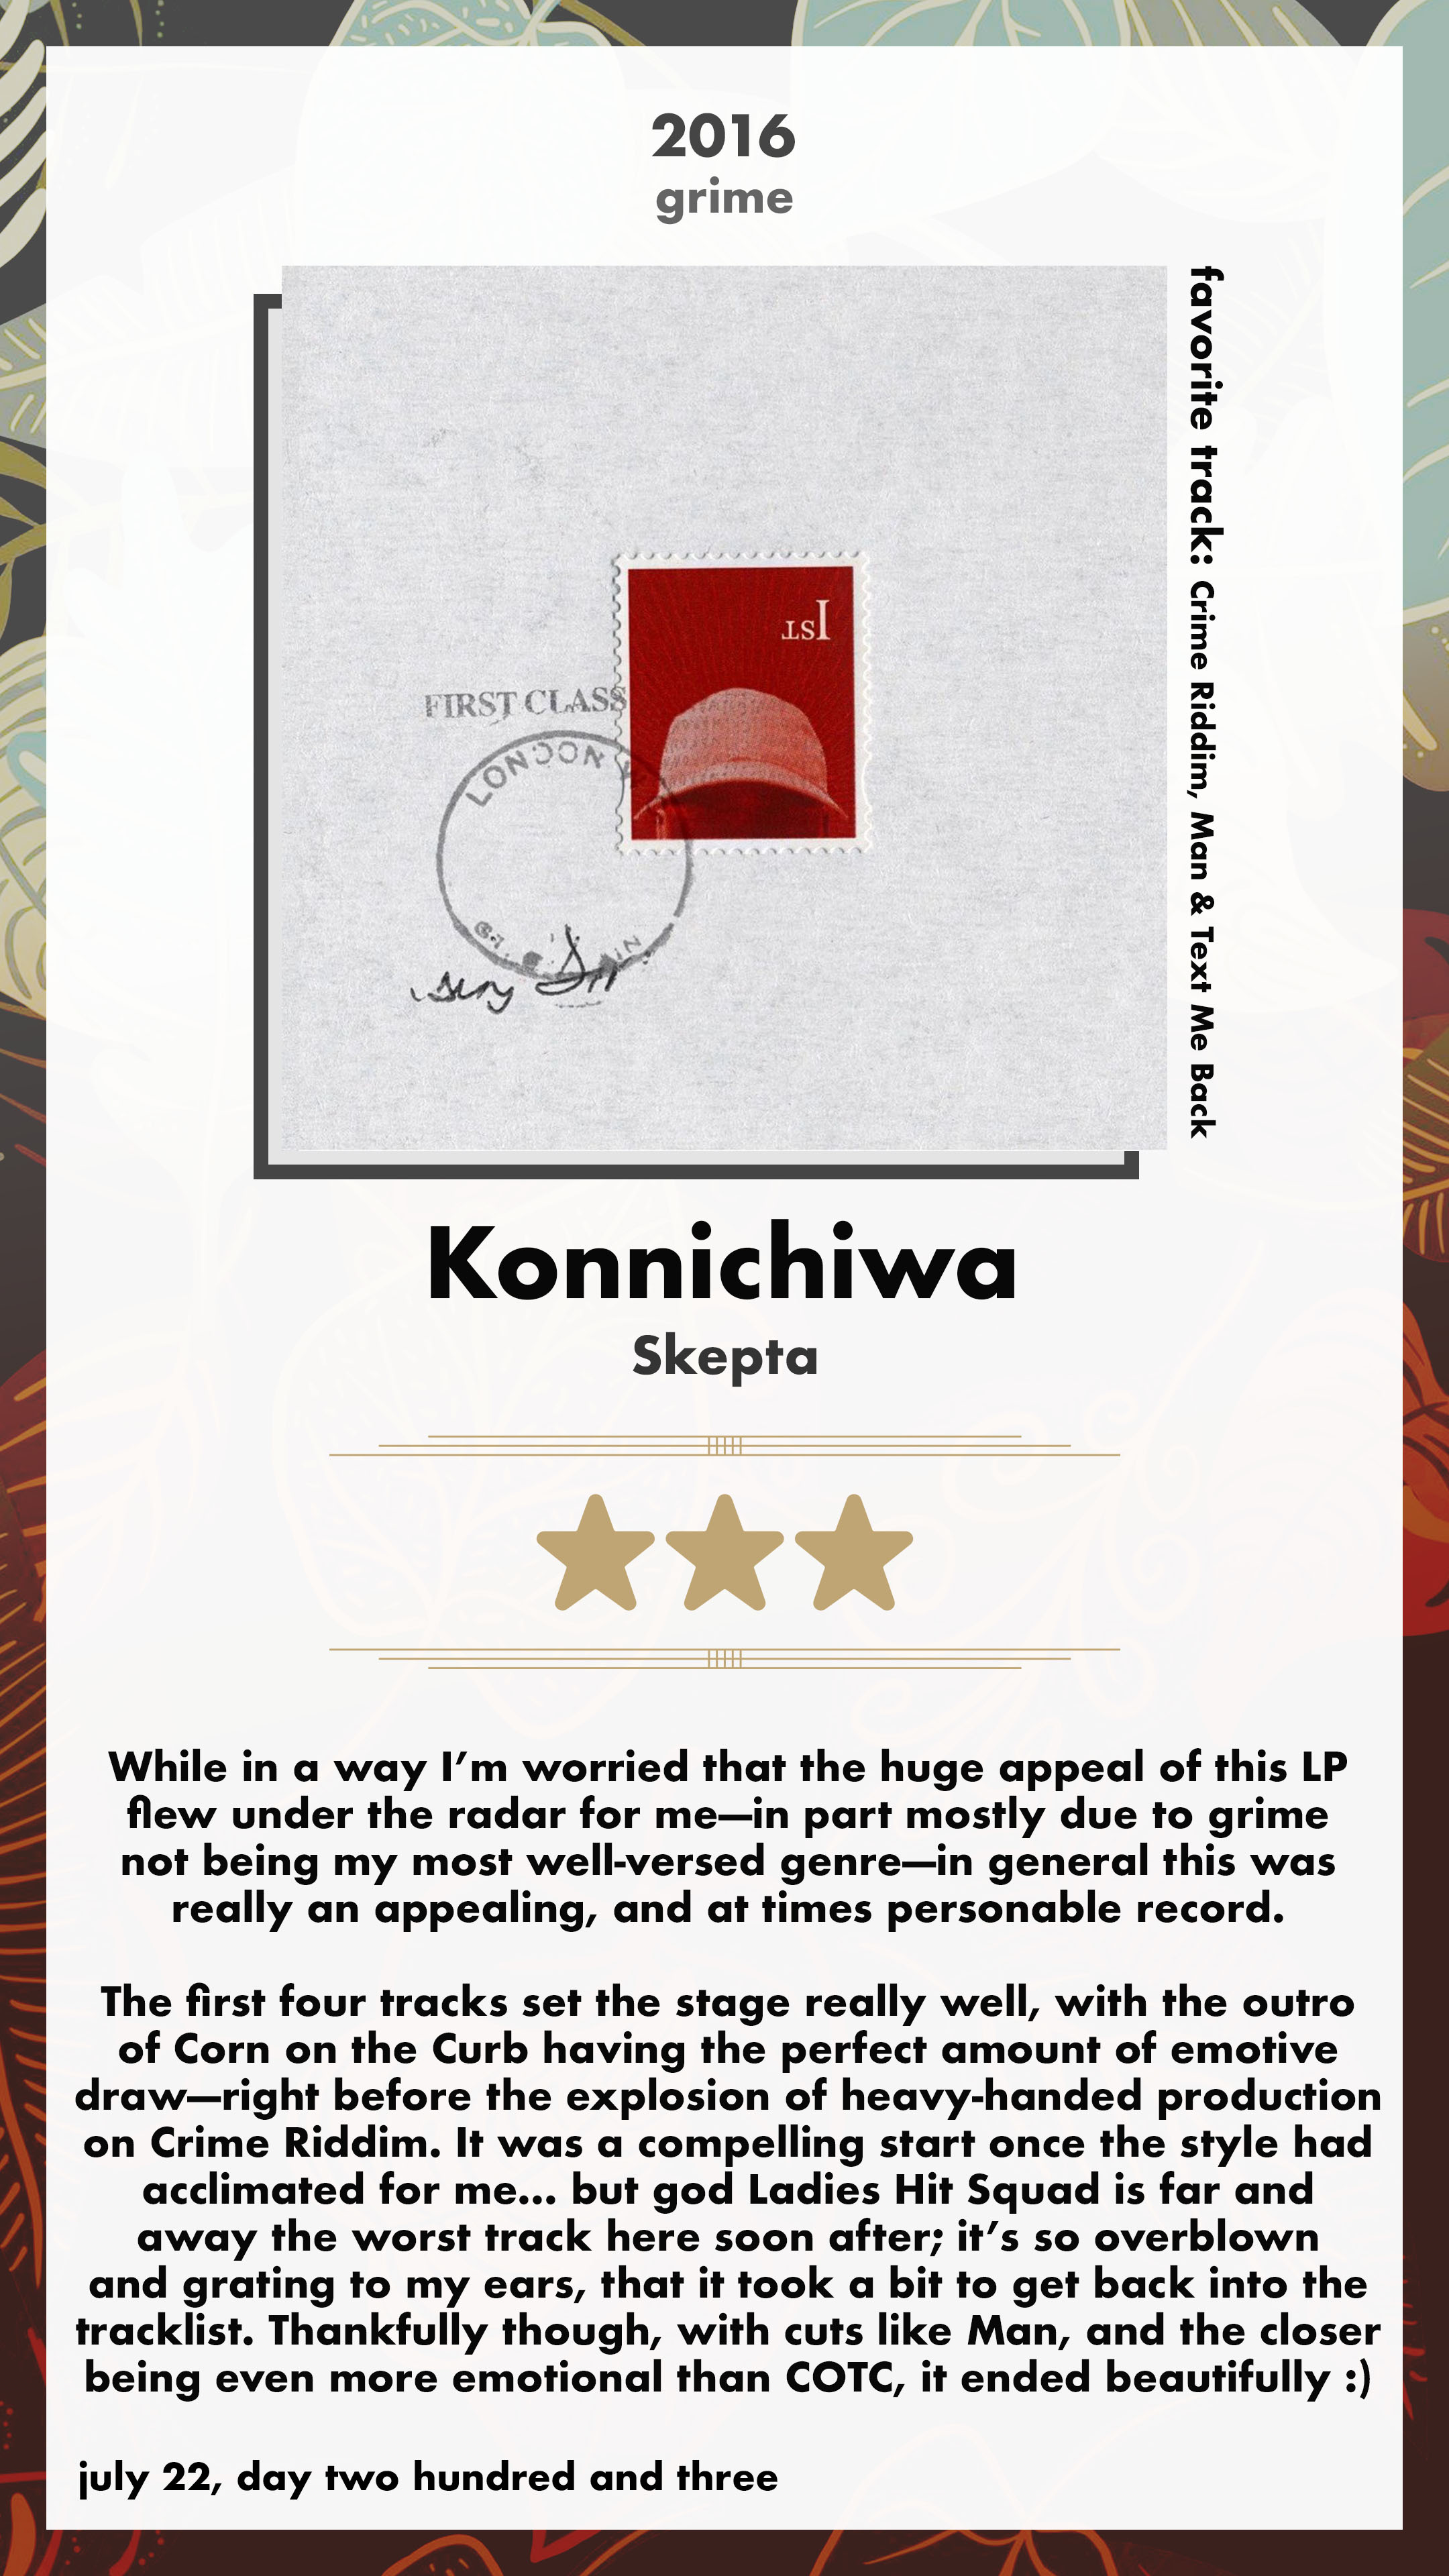 2016
grime
favorite track: Crime Riddim, Man & Text Me Back
1ST
FIRST CLASS
LONDON
Konnichiwa
Skepta
While in a way I’m worried that the huge appeal of this LP
flew under the radar for me—in part mostly due to grime
not being my most well-versed genre—in general this was
really an appealing, and at times personable record.
The first four tracks set the stage really well, with the outro
of Corn on the Curb having the perfect amount of emotive
draw—right before the explosion of heavy-handed production
on Crime Riddim. It was a compelling start once the style had
acclimated for me... but god Ladies Hit Squad is far and
away the worst track here soon after; it’s so overblown
and grating to my ears, that it took a bit to get back into the
tracklist. Thankfully though, with cuts like Man, and the closer
being even more emotional than COTC, it ended beautifully :)
july 22, day two hundred and three